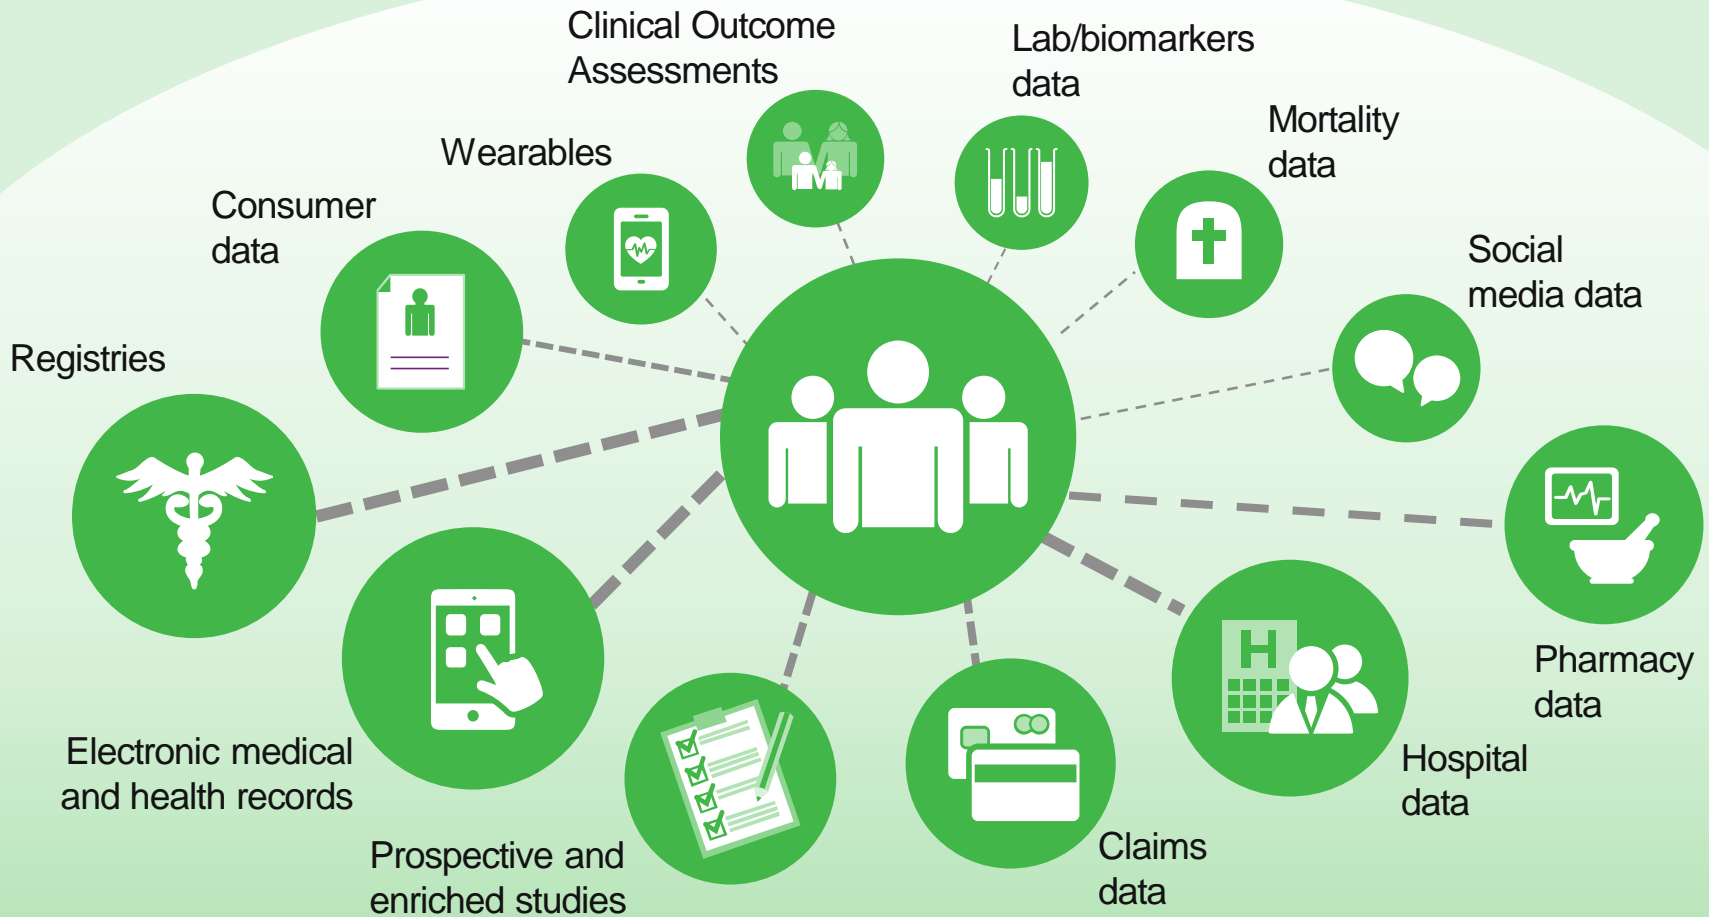 Clinical Outcome
Assessments
Lab/biomarkers
data
Mortality
data
Wearables
Consumer
data
Social
media data
Registries
Pharmacy
data
Electronic medical
and health records
H
Hospital
data
Prospective and
enriched studies
Claims
data